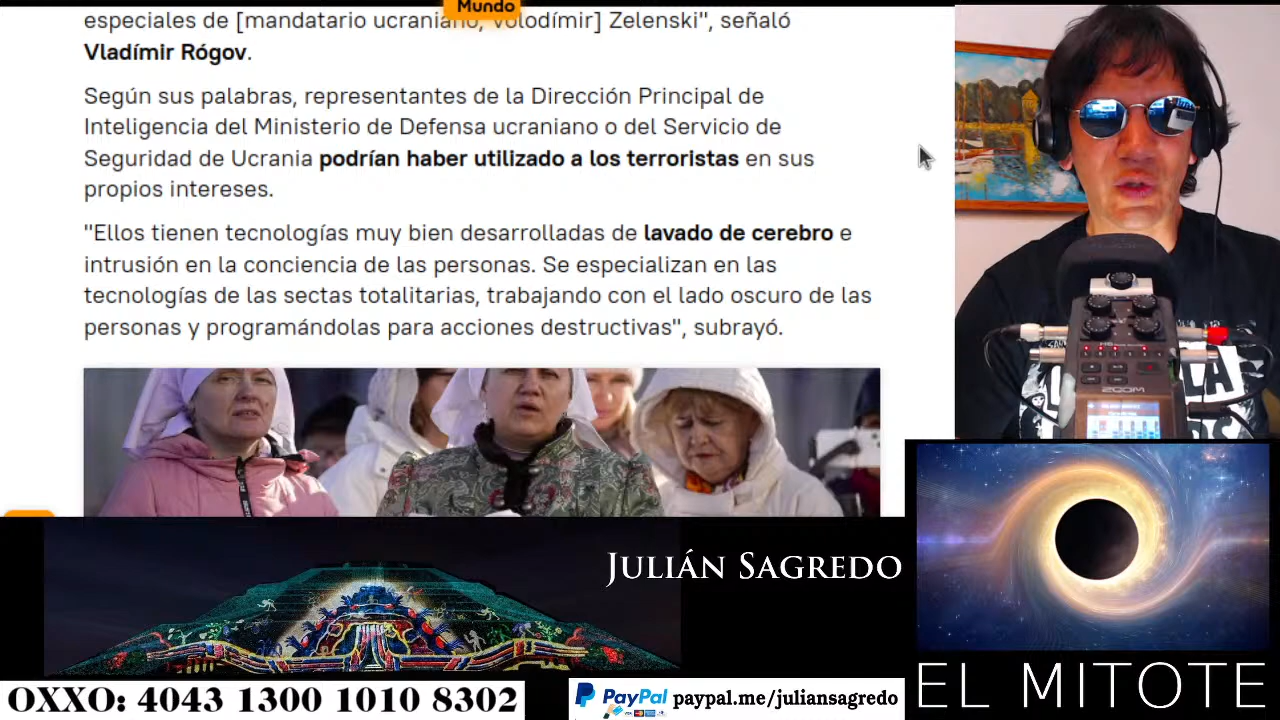 Mundo
especiales de [mandatario ucraniano, Volodímir] Zelenski", señaló
Vladímir Rógov.
Según sus palabras, representantes de la Dirección Principal de
Inteligencia del Ministerio de Defensa ucraniano o del Servicio de
Seguridad de Ucrania podrían haber utilizado a los terroristas en sus
propios intereses.
"Ellos tienen tecnologías muy bien desarrolladas de lavado de cerebro e
intrusión en la conciencia de las personas. Se especializan en las
tecnologías de las sectas totalitarias, trabajando con el lado oscuro de las
personas y programándolas para acciones destructivas", subrayó.
zoom
JULIÁN SAGREDO
EL MITOTE
OXXO: 4043 1300 1010 8302
PayPal paypal.me/juliansagredo